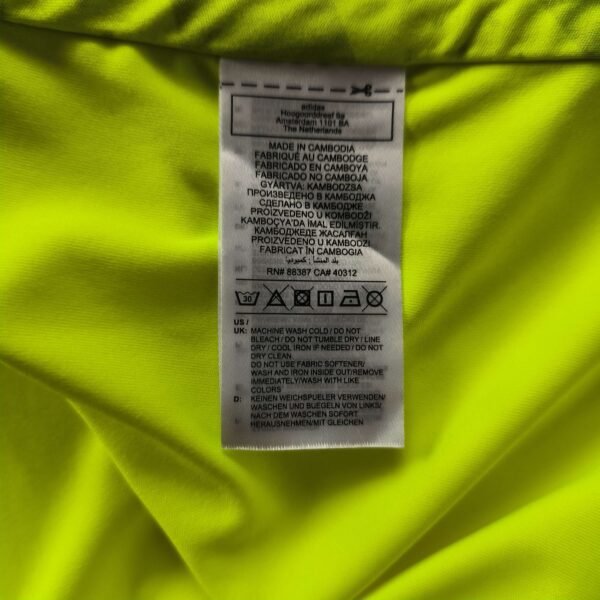 adidas
Hoogoorddreef 9a
Amsterdam 1101 BA
The Netherlands
MADE IN CAMBODIA
FABRIQUÉ AU CAMBODGE
FABRICADO EN CAMBOYA
FABRICADO NO CAMBOJA
GYÁRTVA: KAMBODZSA
ПРОИЗВЕДЕНО В КАМБОДЖА
СДЕЛАНО В КАМБОДЖЕ
PROIZVEDENO U KOMBODŽI
KAMBOÇYA'DA İMAL EDİLMİŞTİR.
КАМБОДЖЕДЕ ЖАСАЛҒАН
PROIZVEDENO U KAMBODŽI
FABRICAT ÎN CAMBOGIA
بلد المنشأ : كمبوديا
RN# 88387 CA# 40312
30
US /
UK: MACHINE WASH COLD / DO NOT
BLEACH / DO NOT TUMBLE DRY / LINE
DRY / COOL IRON IF NEEDED / DO NOT
DRY CLEAN
DO NOT USE FABRIC SOFTENER/
WASH AND IRON INSIDE OUT/REMOVE
IMMEDIATELY/WASH WITH LIKE
COLORS
D: KEINEN WEICHSPUELER VERWENDEN/
WASCHEN UND BUEGELN VON LINKS/
NACH DEM WASCHEN SOFORT
HERAUSNEHMEN/MIT GLEICHEN